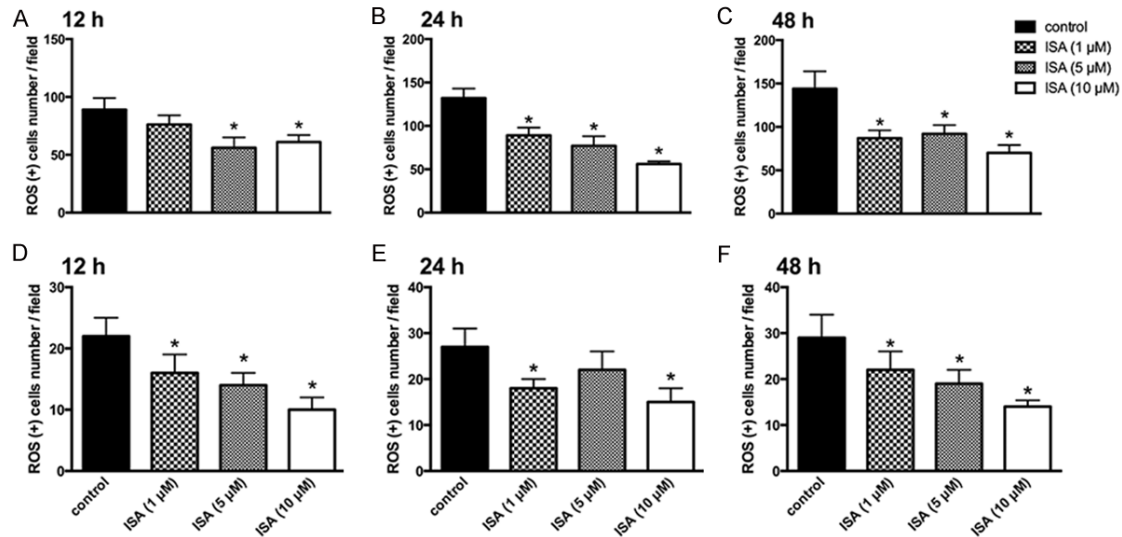 A 12 h
B 24 h
C 48 h
control
ISA (1 µM)
ISA (5 µM)
ISA (10 µM)
ROS (+) cells number / field
150
100
50
0
* *
ROS (+) cells number / field
200
150
100
50
0
* * *
ROS (+) cells number / field
200
150
100
50
0
* * *
D 12 h
E 24 h
F 48 h
ROS (+) cells number / field
30
20
10
0
* * *
control
ISA (1 µM)
ISA (5 µM)
ISA (10 µM)
ROS (+) cells number / field
40
30
20
10
0
* *
control
ISA (1 µM)
ISA (5 µM)
ISA (10 µM)
ROS (+) cells number / field
40
30
20
10
0
* * *
control
ISA (1 µM)
ISA (5 µM)
ISA (10 µM)